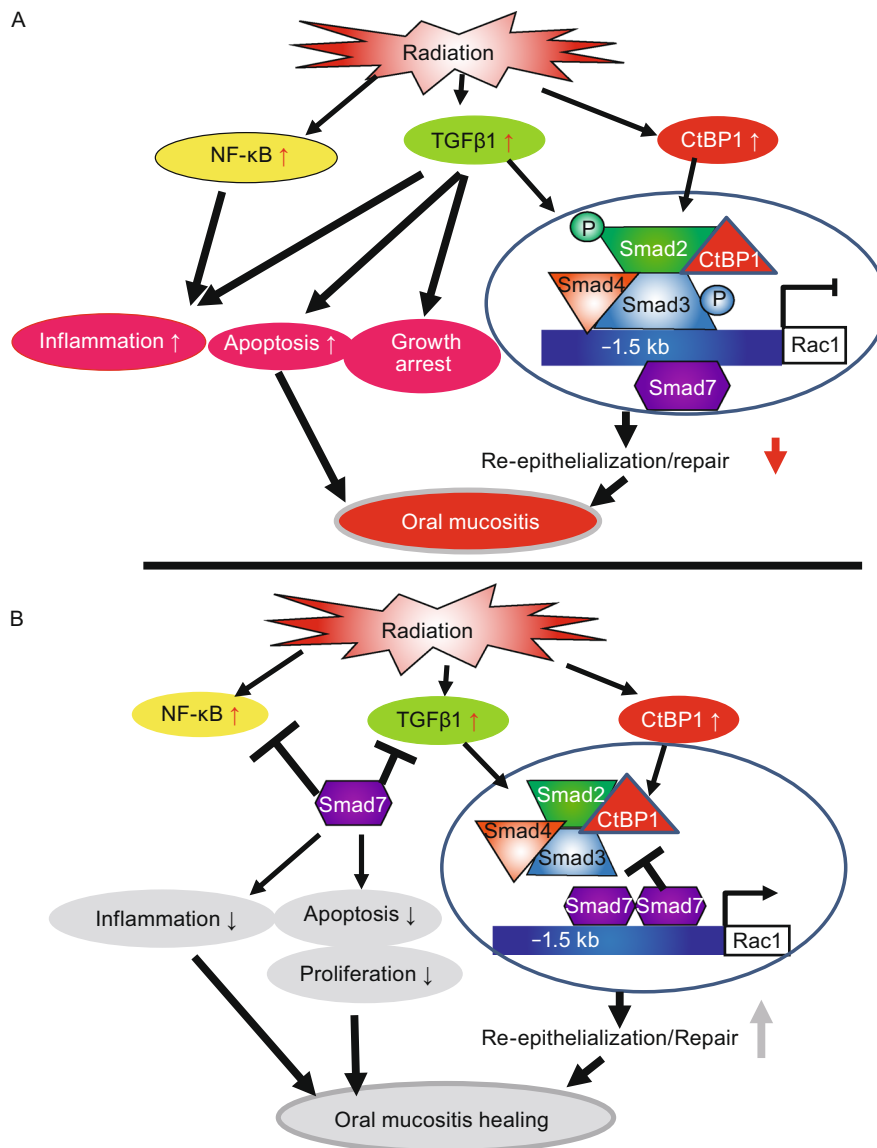 A
Radiation
NF-κB ↑
TGFβ1 ↑
CtBP1 ↑
P
Smad2
CtBP1
Smad4
Smad3
P
–1.5 kb
Rac1
Smad7
Inflammation ↑
Apoptosis ↑
Growth
arrest
Re-epithelialization/repair
Oral mucositis
B
Radiation
NF-κB ↑
TGFβ1 ↑
CtBP1 ↑
Smad7
Smad2
CtBP1
Smad4
Smad3
Smad7
Smad7
–1.5 kb
Rac1
Inflammation ↓
Apoptosis ↓
Proliferation ↓
Re-epithelialization/Repair
Oral mucositis healing